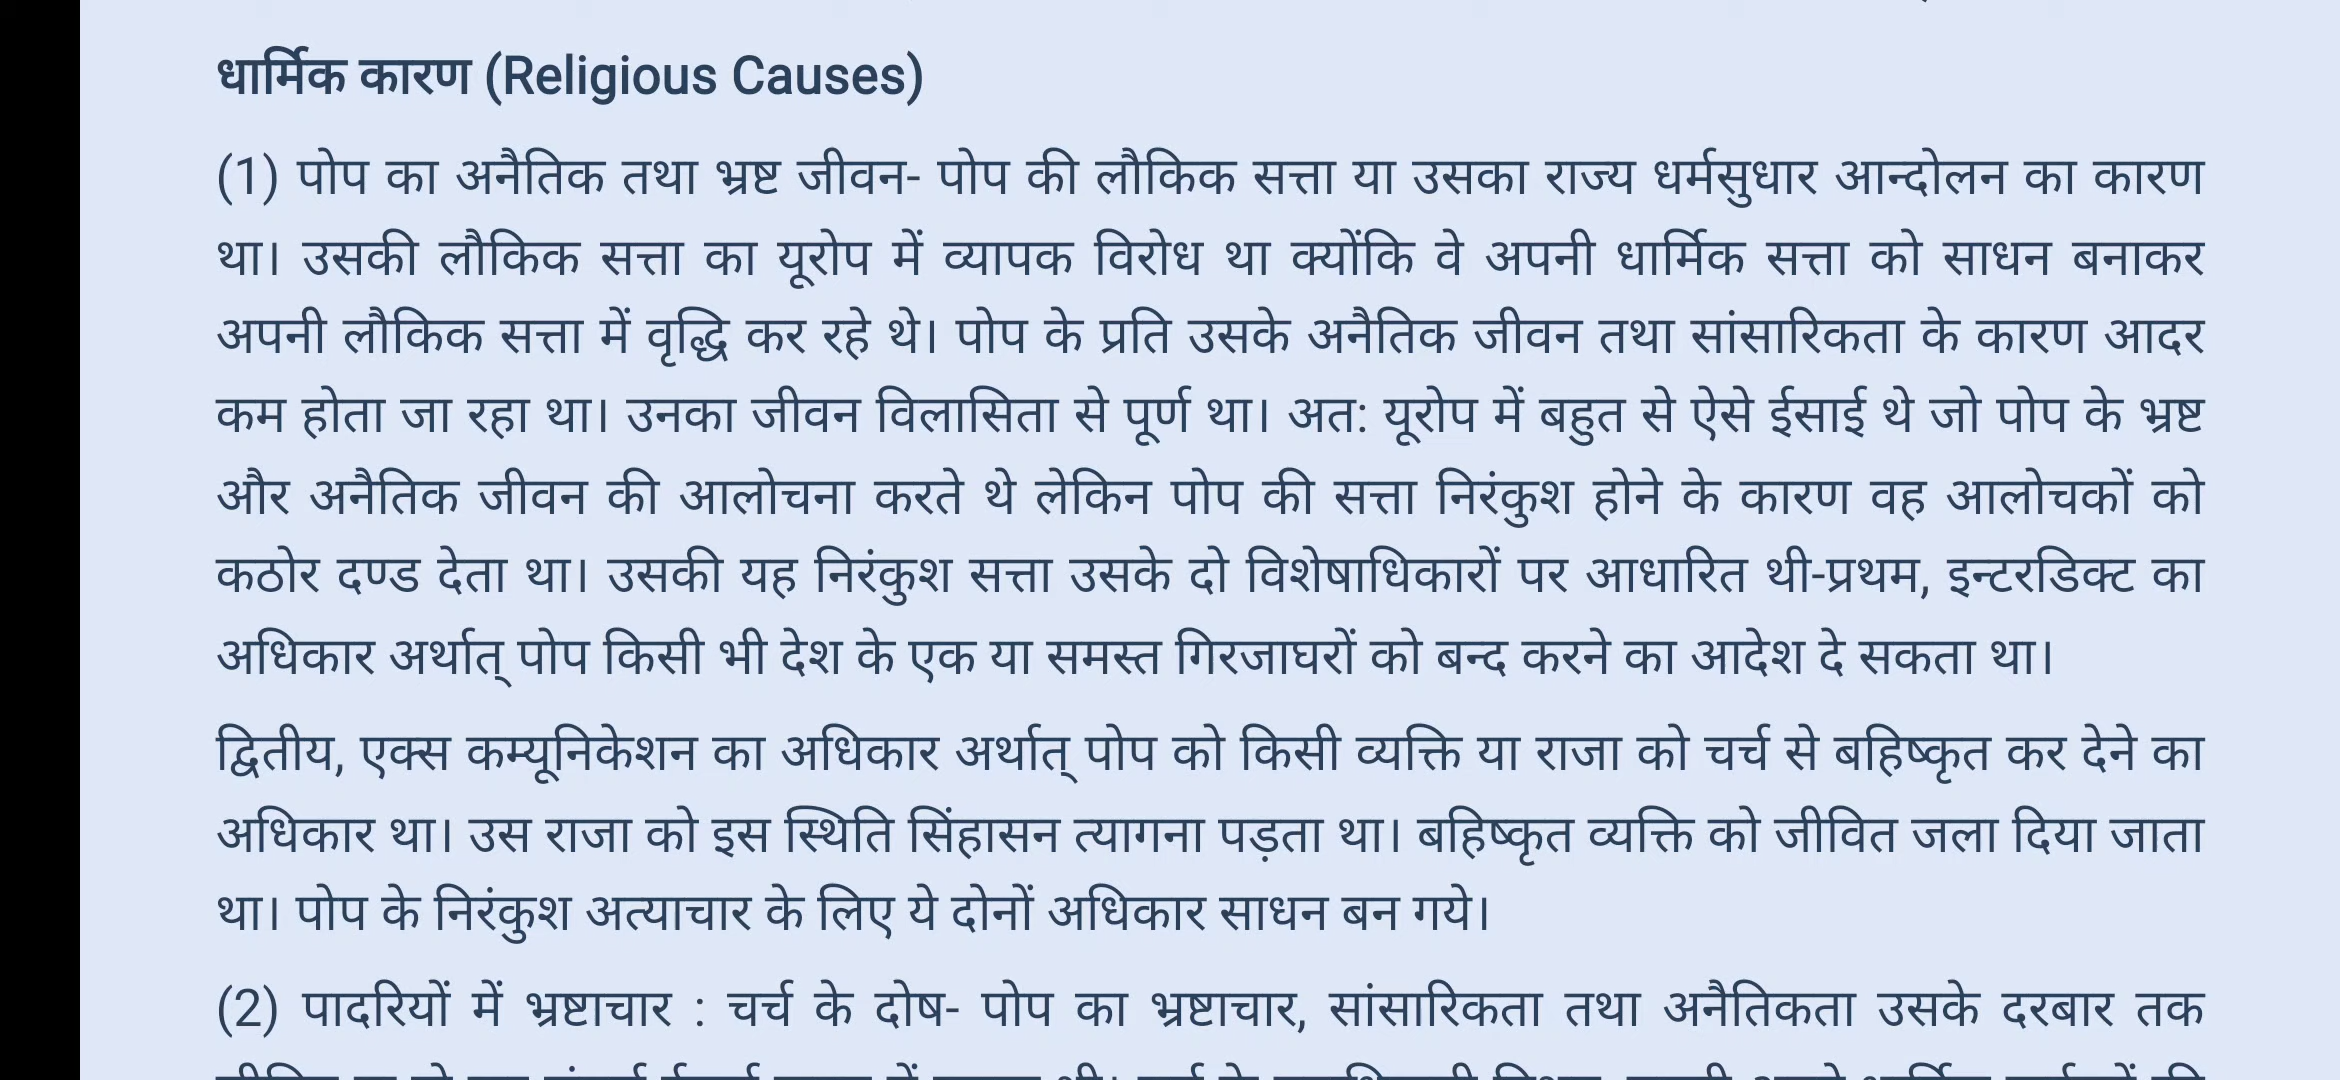 धार्मिक कारण (Religious Causes)
(1) पोप का अनैतिक तथा भ्रष्ट जीवन- पोप की लौकिक सत्ता या उसका राज्य धर्मसुधार आन्दोलन का कारण
था। उसकी लौकिक सत्ता का यूरोप में व्यापक विरोध था क्योंकि वे अपनी धार्मिक सत्ता को साधन बनाकर
अपनी लौकिक सत्ता में वृद्धि कर रहे थे। पोप के प्रति उसके अनैतिक जीवन तथा सांसारिकता के कारण आदर
कम होता जा रहा था। उनका जीवन विलासिता से पूर्ण था। अत: यूरोप में बहुत से ऐसे ईसाई थे जो पोप के भ्रष्ट
और अनैतिक जीवन की आलोचना करते थे लेकिन पोप की सत्ता निरंकुश होने के कारण वह आलोचकों को
कठोर दण्ड देता था। उसकी यह निरंकुश सत्ता उसके दो विशेषाधिकारों पर आधारित थी-प्रथम, इन्टरडिक्ट का
अधिकार अर्थात् पोप किसी भी देश के एक या समस्त गिरजाघरों को बन्द करने का आदेश दे सकता था।
द्वितीय, एक्स कम्यूनिकेशन का अधिकार अर्थात् पोप को किसी व्यक्ति या राजा को चर्च से बहिष्कृत कर देने का
अधिकार था। उस राजा को इस स्थिति सिंहासन त्यागना पड़ता था। बहिष्कृत व्यक्ति को जीवित जला दिया जाता
था। पोप के निरंकुश अत्याचार के लिए ये दोनों अधिकार साधन बन गये।
(2) पादरियों में भ्रष्टाचार : चर्च के दोष- पोप का भ्रष्टाचार, सांसारिकता तथा अनैतिकता उसके दरबार तक